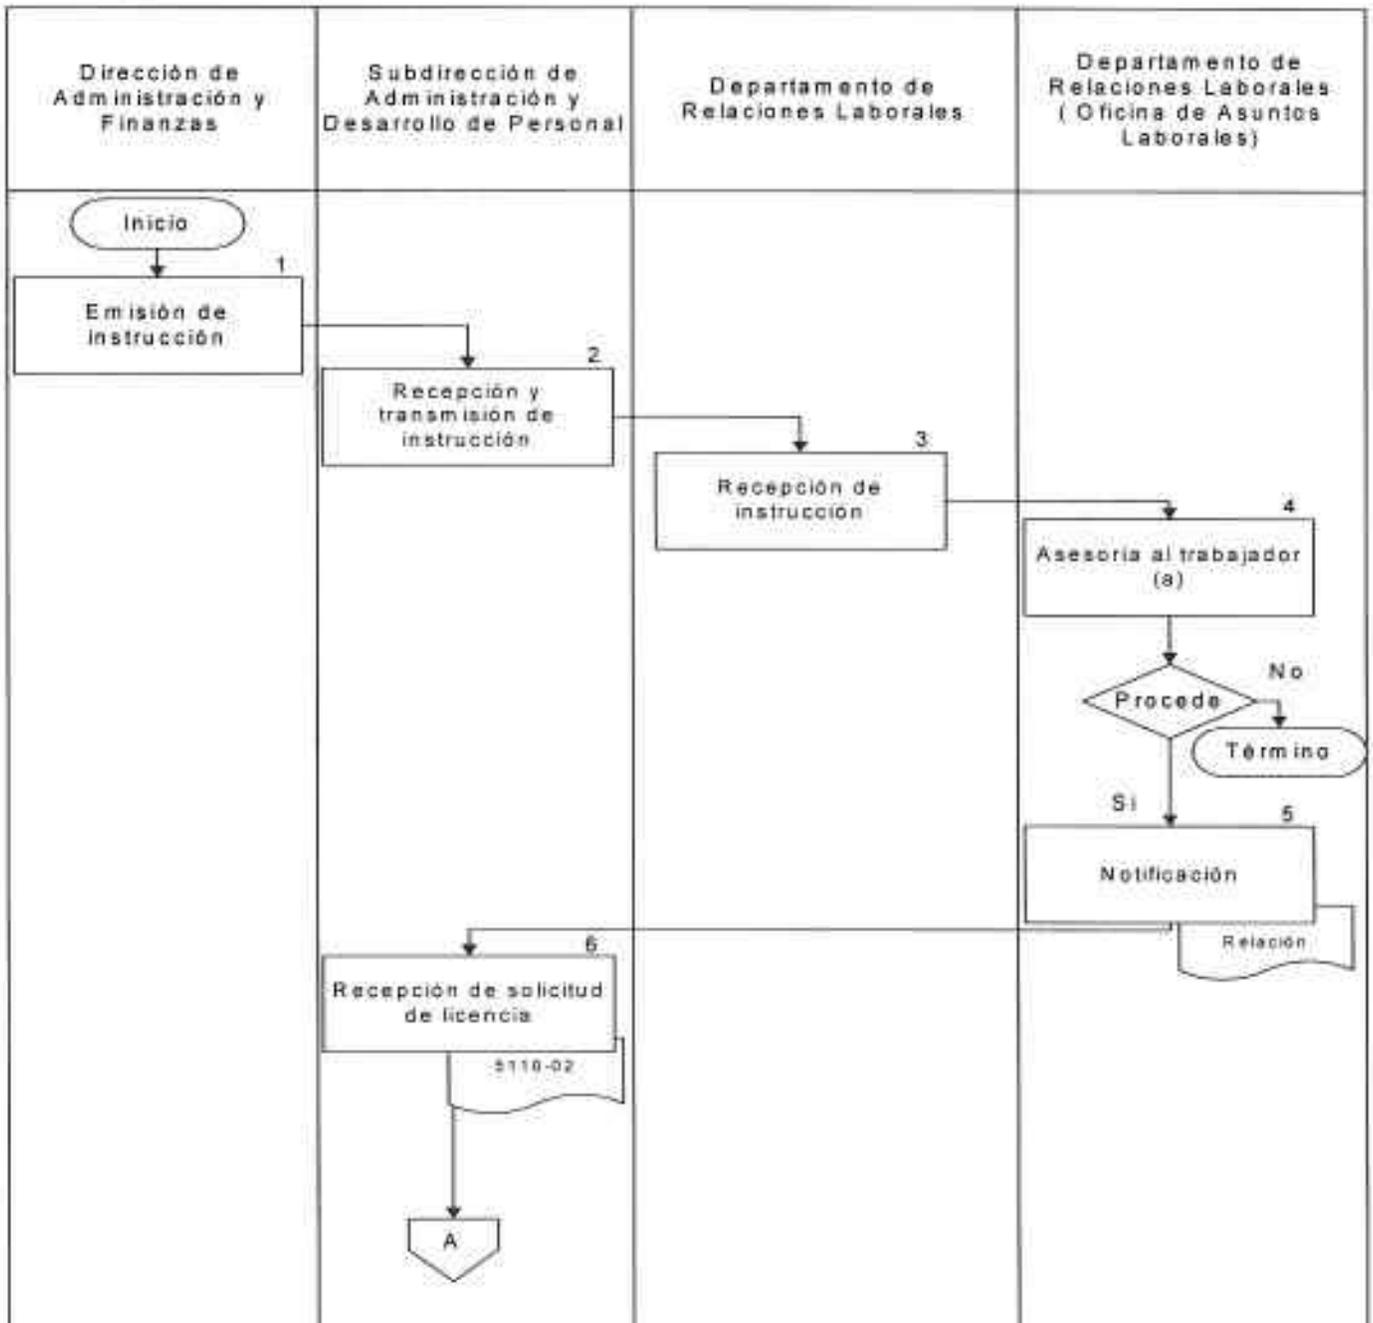 Dirección de
Administración y
Finanzas
Subdirección de
Administración y
Desarrollo de Personal
Departamento de
Relaciones Laborales
Departamento de
Relaciones Laborales
( Oficina de Asuntos
Laborales)
Inicio
1
Emisión de
instrucción
2
Recepción y
transmisión de
instrucción
3
Recepción de
instrucción
4
Asesoría al trabajador
(a)
Procede
No
Término
Si
5
Notificación
Relación
6
Recepción de solicitud
de licencia
5110-02
A